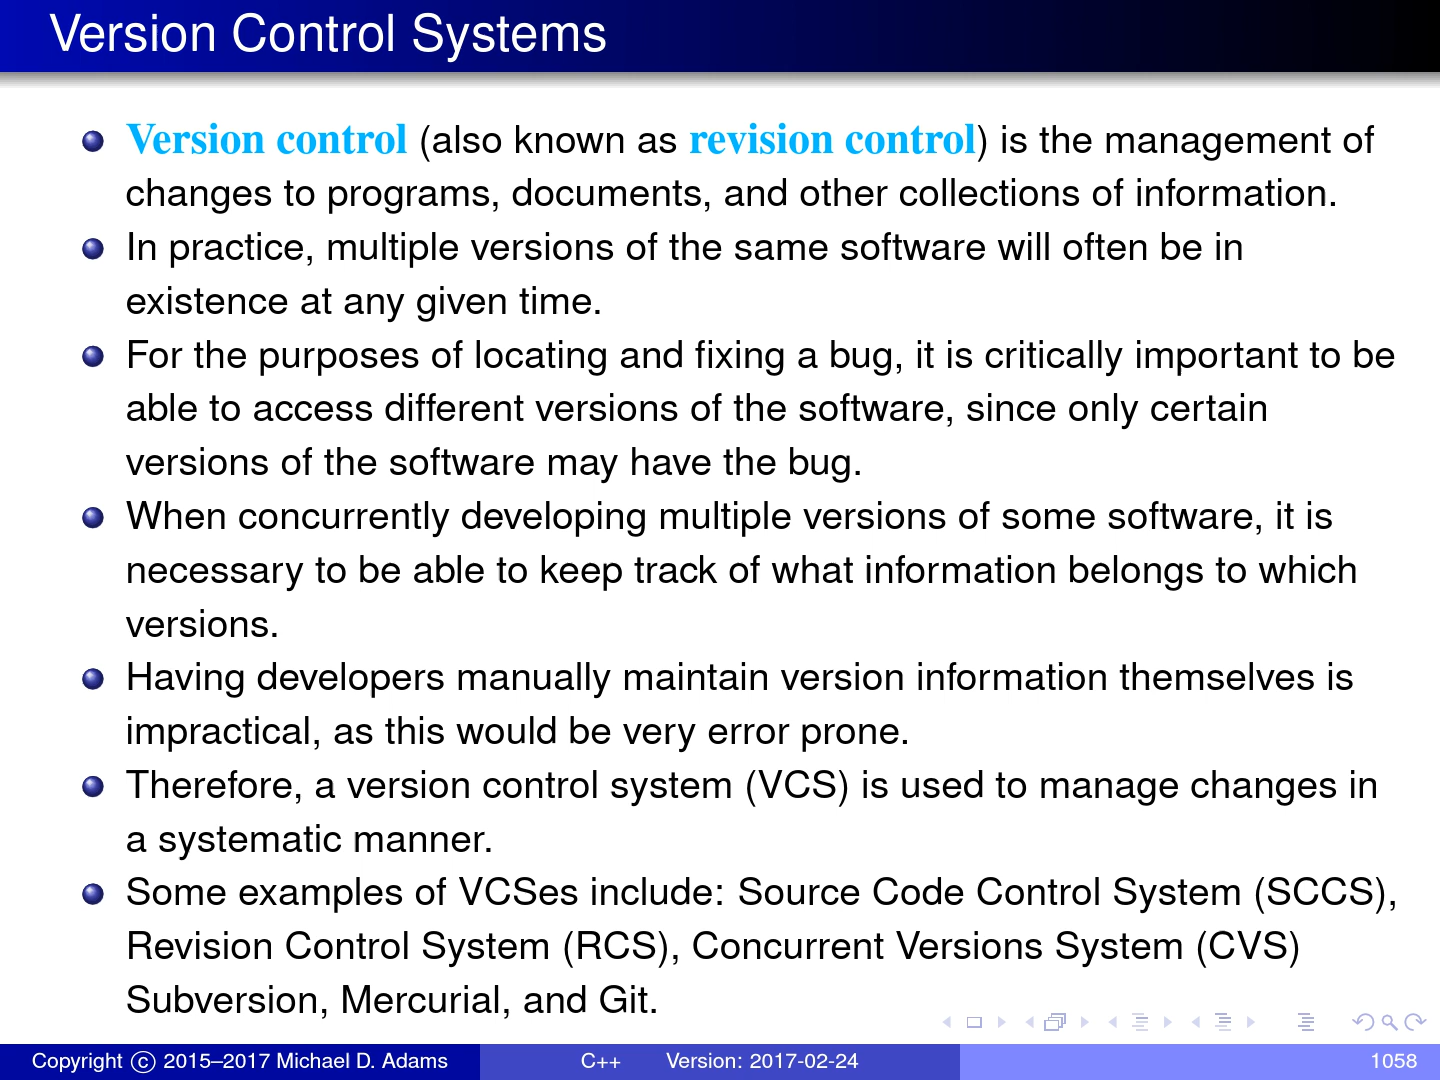 Version Control Systems
Version control (also known as revision control) is the management of
changes to programs, documents, and other collections of information.
In practice, multiple versions of the same software will often be in
existence at any given time.
For the purposes of locating and fixing a bug, it is critically important to be
able to access different versions of the software, since only certain
versions of the software may have the bug.
When concurrently developing multiple versions of some software, it is
necessary to be able to keep track of what information belongs to which
versions.
Having developers manually maintain version information themselves is
impractical, as this would be very error prone.
Therefore, a version control system (VCS) is used to manage changes in
a systematic manner.
Some examples of VCSes include: Source Code Control System (SCCS),
Revision Control System (RCS), Concurrent Versions System (CVS)
Subversion, Mercurial, and Git.
Copyright © 2015–2017 Michael D. Adams C++ Version: 2017-02-24 1058